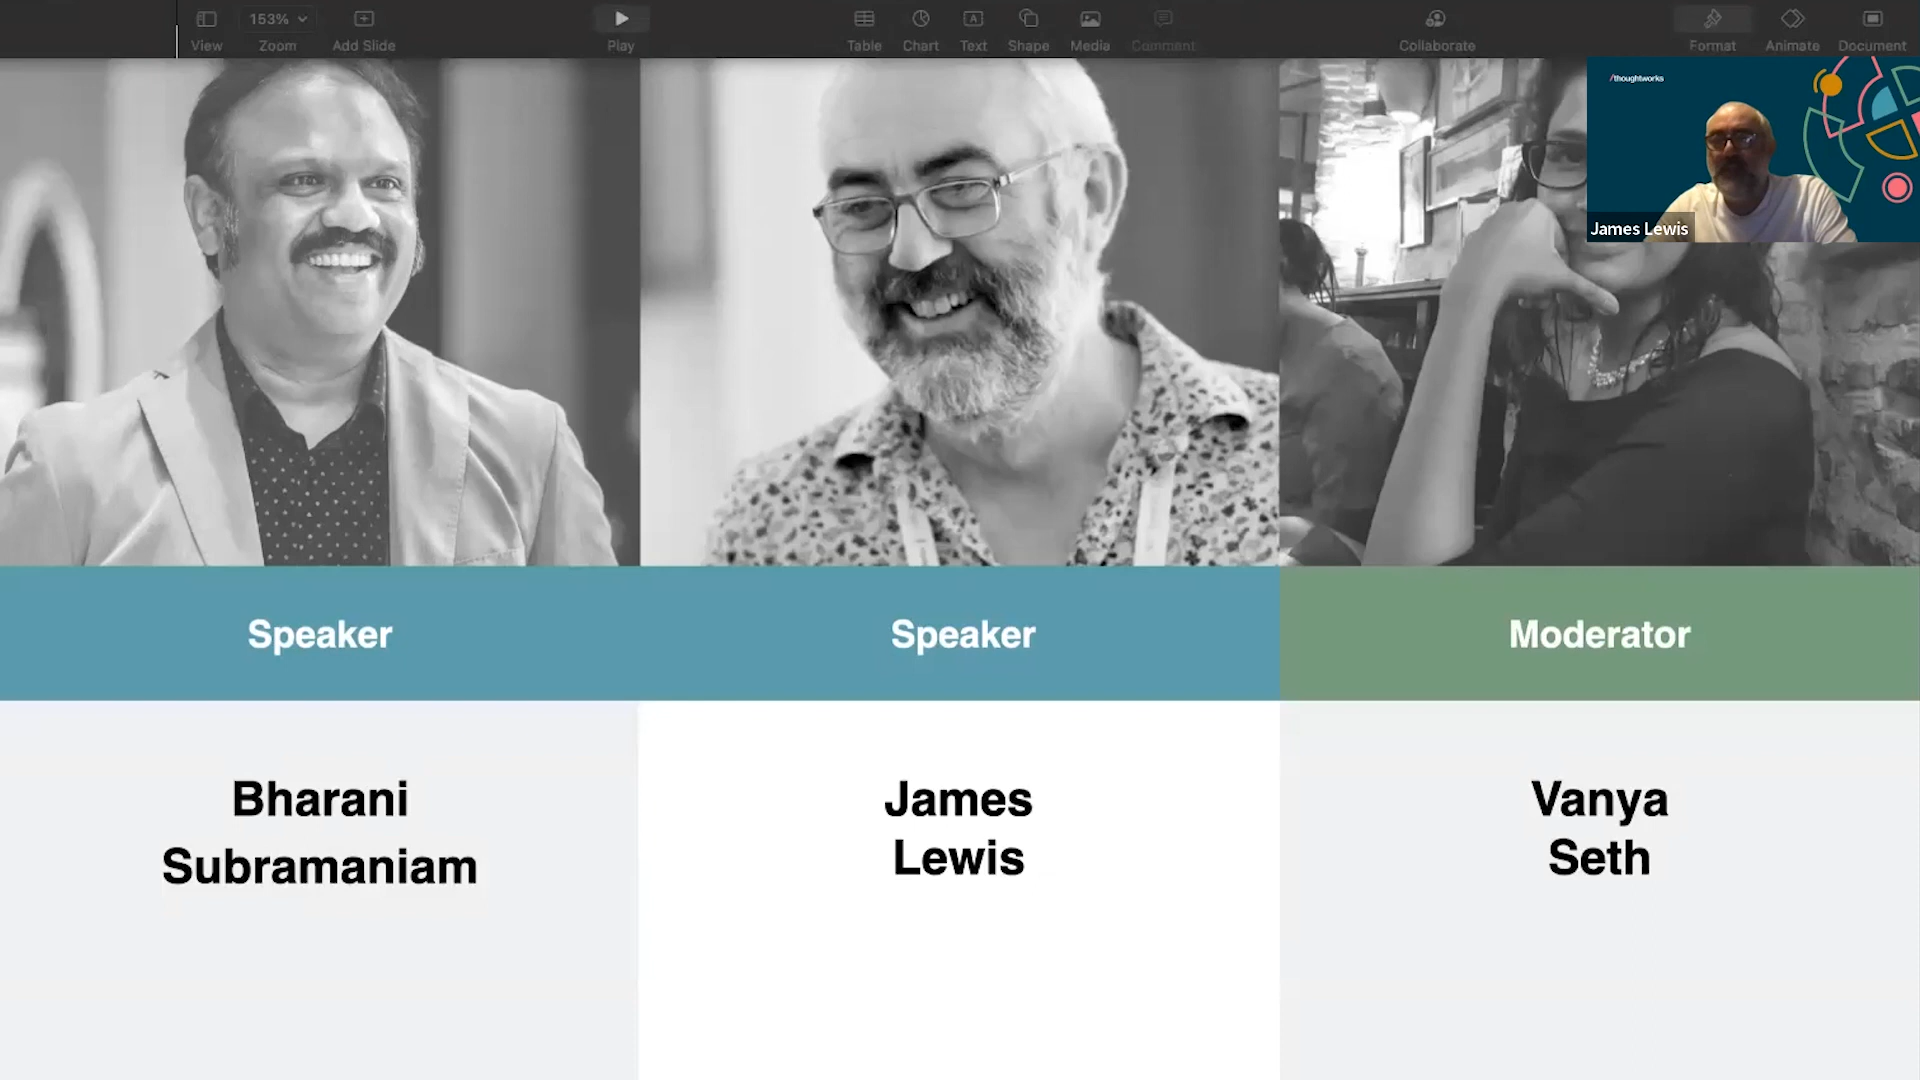 153%
View
Zoom
Add Slide
Play
Table
Chart
Text
Shape
Media
Comment
Collaborate
Format
Animate
Document
/thoughtworks
James Lewis
Speaker
Speaker
Moderator
Bharani
Subramaniam
James
Lewis
Vanya
Seth